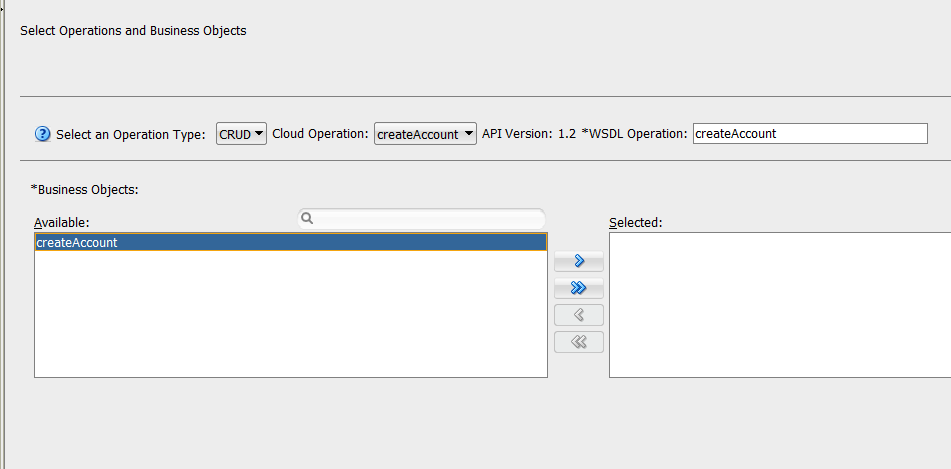 Select Operations and Business Objects
? Select an Operation Type: CRUD Cloud Operation: createAccount API Version: 1.2 *WSDL Operation: createAccount
*Business Objects:
Available: Selected:
createAccount